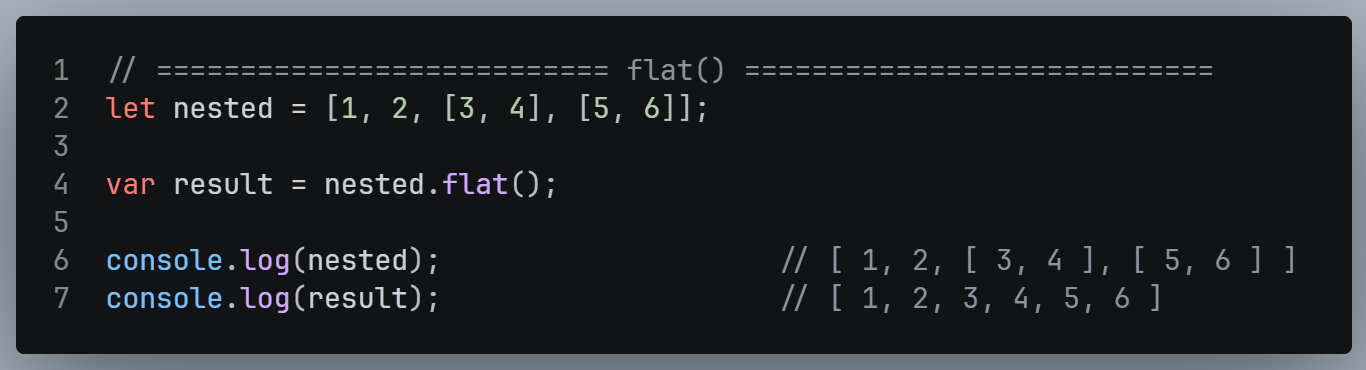 1 // =========================== flat() ============================
2 let nested = [1, 2, [3, 4], [5, 6]];
3
4 var result = nested.flat();
5
6 console.log(nested); // [ 1, 2, [ 3, 4 ], [ 5, 6 ] ]
7 console.log(result); // [ 1, 2, 3, 4, 5, 6 ]